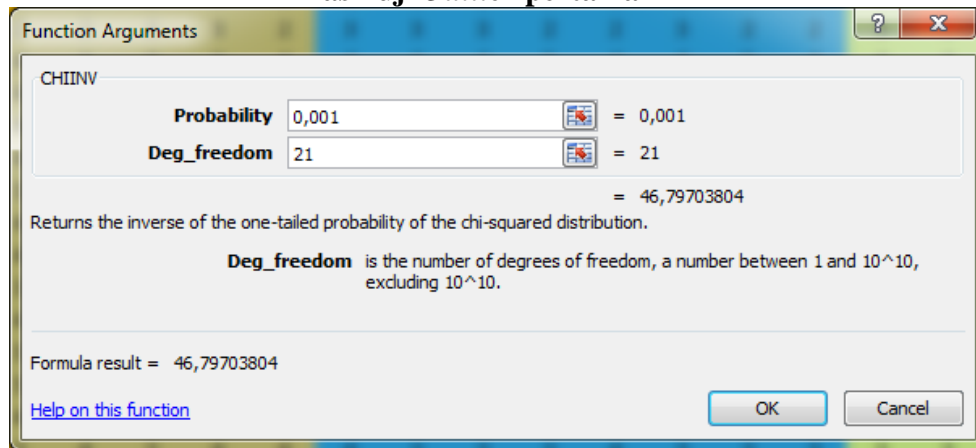 Function Arguments
CHIINV
Probability 0,001 = 0,001
Deg_freedom 21 = 21
= 46,79703804
Returns the inverse of the one-tailed probability of the chi-squared distribution.
Deg_freedom is the number of degrees of freedom, a number between 1 and 10^10,
excluding 10^10.
Formula result = 46,79703804
Help on this function
OK Cancel